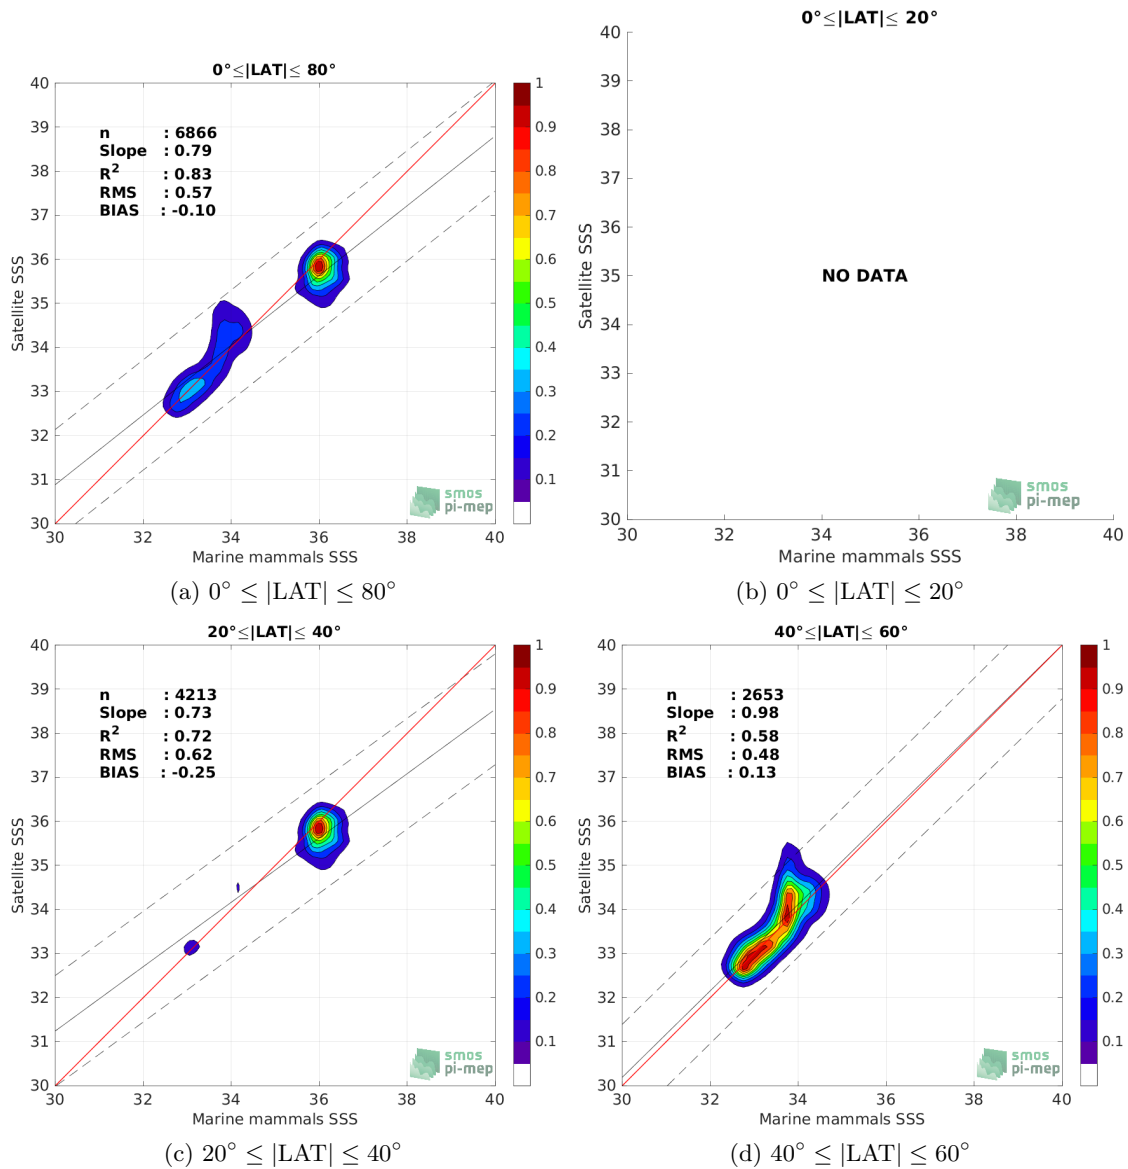 0°≤|LAT|≤ 80°
40
39
38
37
36
35
34
33
32
31
30
Satellite SSS
n : 6866
Slope : 0.79
R² : 0.83
RMS : 0.57
BIAS : -0.10
smos
pi-mep
30 32 34 36 38 40
Marine mammals SSS
1
0.9
0.8
0.7
0.6
0.5
0.4
0.3
0.2
0.1
(a) 0° ≤ |LAT| ≤ 80°
0°≤|LAT|≤ 20°
40
39
38
37
36
35
34
33
32
31
30
Satellite SSS
NO DATA
smos
pi-mep
30 32 34 36 38 40
Marine mammals SSS
(b) 0° ≤ |LAT| ≤ 20°
20°≤|LAT|≤ 40°
40
39
38
37
36
35
34
33
32
31
30
Satellite SSS
n : 4213
Slope : 0.73
R² : 0.72
RMS : 0.62
BIAS : -0.25
smos
pi-mep
30 32 34 36 38 40
Marine mammals SSS
1
0.9
0.8
0.7
0.6
0.5
0.4
0.3
0.2
0.1
(c) 20° ≤ |LAT| ≤ 40°
40°≤|LAT|≤ 60°
40
39
38
37
36
35
34
33
32
31
30
Satellite SSS
n : 2653
Slope : 0.98
R² : 0.58
RMS : 0.48
BIAS : 0.13
smos
pi-mep
30 32 34 36 38 40
Marine mammals SSS
1
0.9
0.8
0.7
0.6
0.5
0.4
0.3
0.2
0.1
(d) 40° ≤ |LAT| ≤ 60°